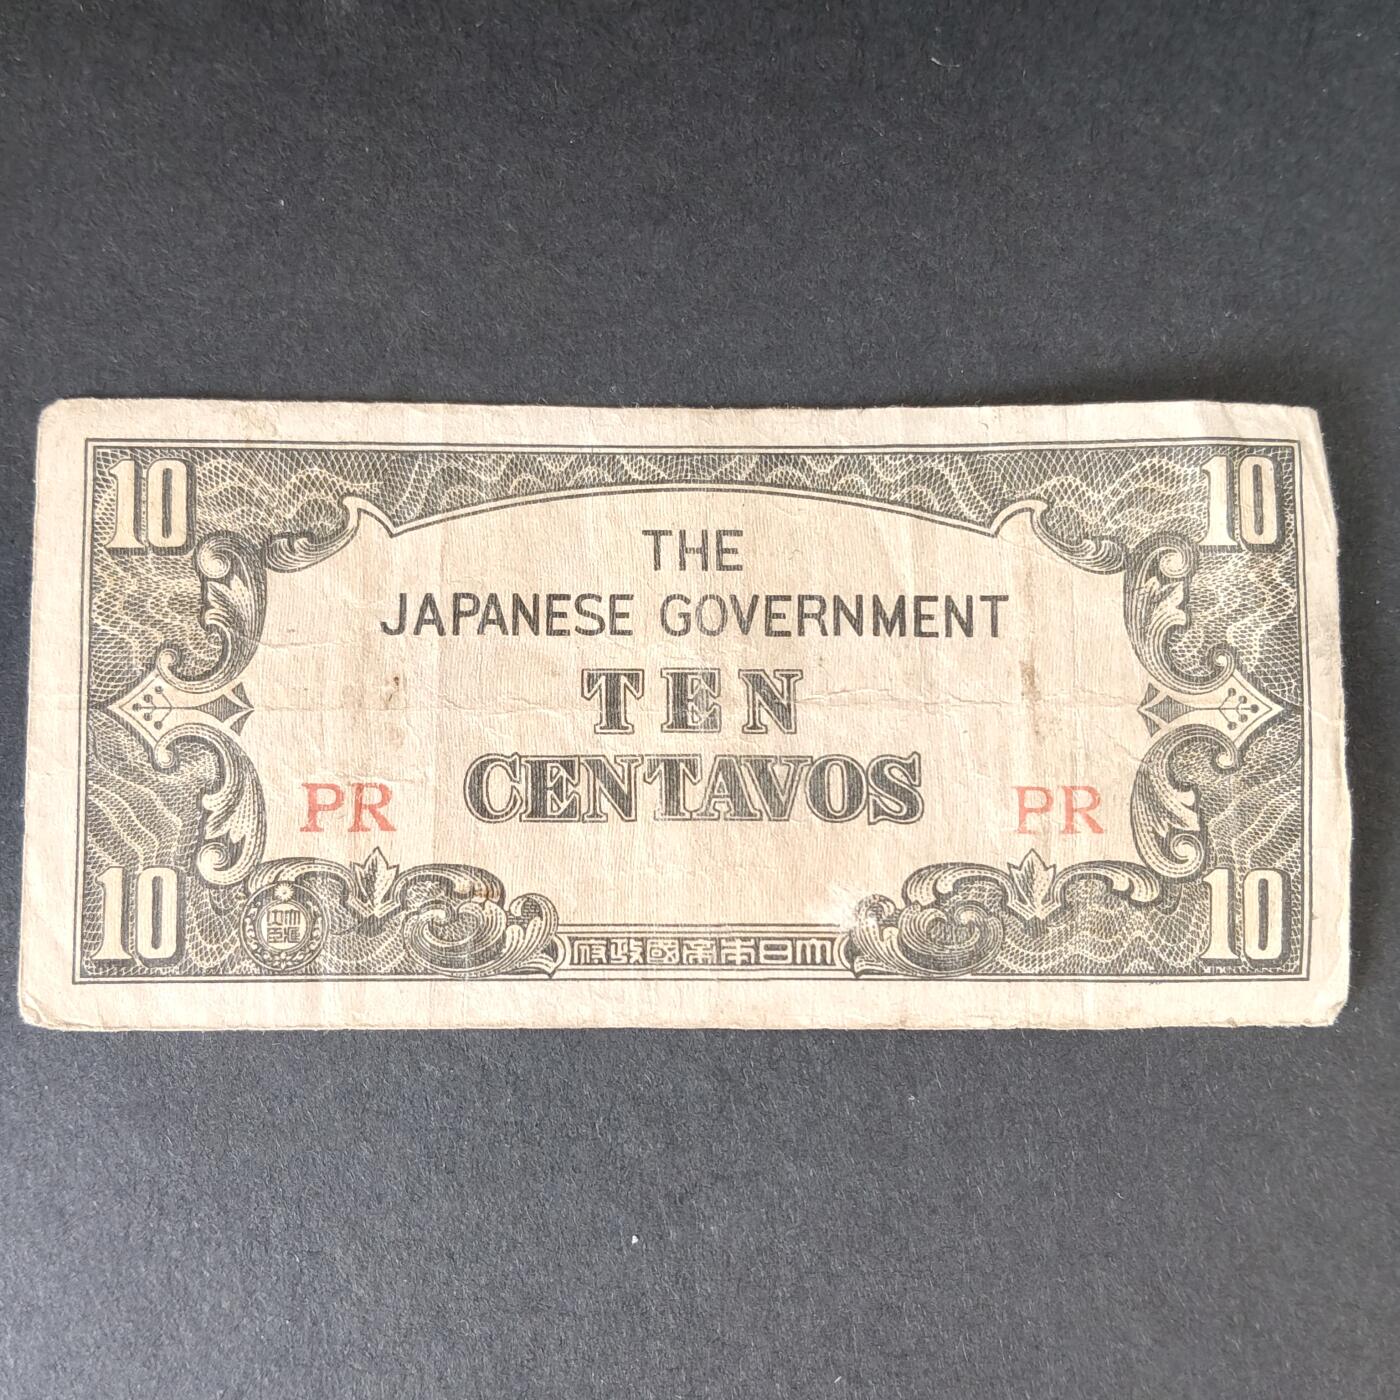 10 10
THE
JAPANESE GOVERNMENT
TEN
CENTAVOS
PR PR
10 10
府政國帝本日大